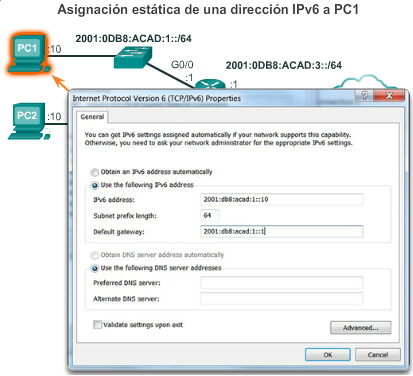 Asignación estática de una dirección IPv6 a PC1
PC1
:10
2001:0DB8:ACAD:1::/64
G0/0
:1
2001:0DB8:ACAD:3::/64
:1
PC2
:10
Internet Protocol Version 6 (TCP/IPv6) Properties
General
You can get IPv6 settings assigned automatically if your network supports this capability.
Otherwise, you need to ask your network administrator for the appropriate IPv6 settings.
Obtain an IPv6 address automatically
Use the following IPv6 address
IPv6 address:
2001:db8:acad:1::10
Subnet prefix length:
64
Default gateway:
2001:db8:acad:1::1
Obtain DNS server address automatically
Use the following DNS server addresses
Preferred DNS server:
Alternate DNS server:
Validate settings upon exit
Advanced...
OK
Cancel